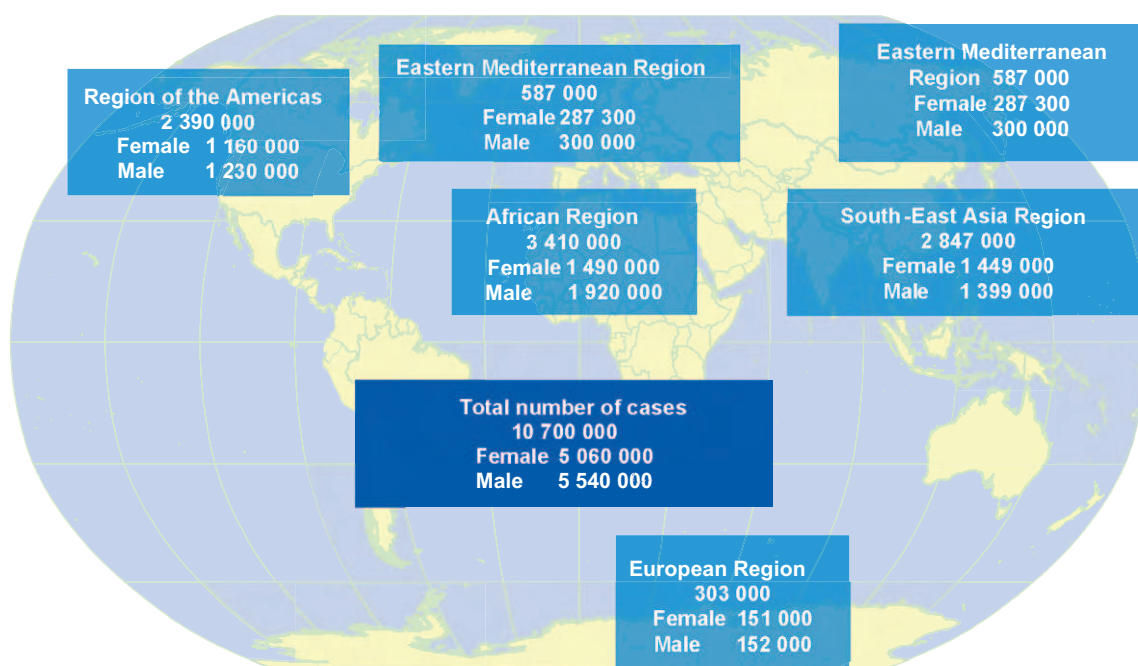 Region of the Americas
2 390 000
Female 1 160 000
Male 1 230 000
Eastern Mediterranean Region
587 000
Female 287 300
Male 300 000
Eastern Mediterranean
Region 587 000
Female 287 300
Male 300 000
African Region
3 410 000
Female 1 490 000
Male 1 920 000
South-East Asia Region
2 847 000
Female 1 449 000
Male 1 399 000
Total number of cases
10 700 000
Female 5 060 000
Male 5 540 000
European Region
303 000
Female 151 000
Male 152 000